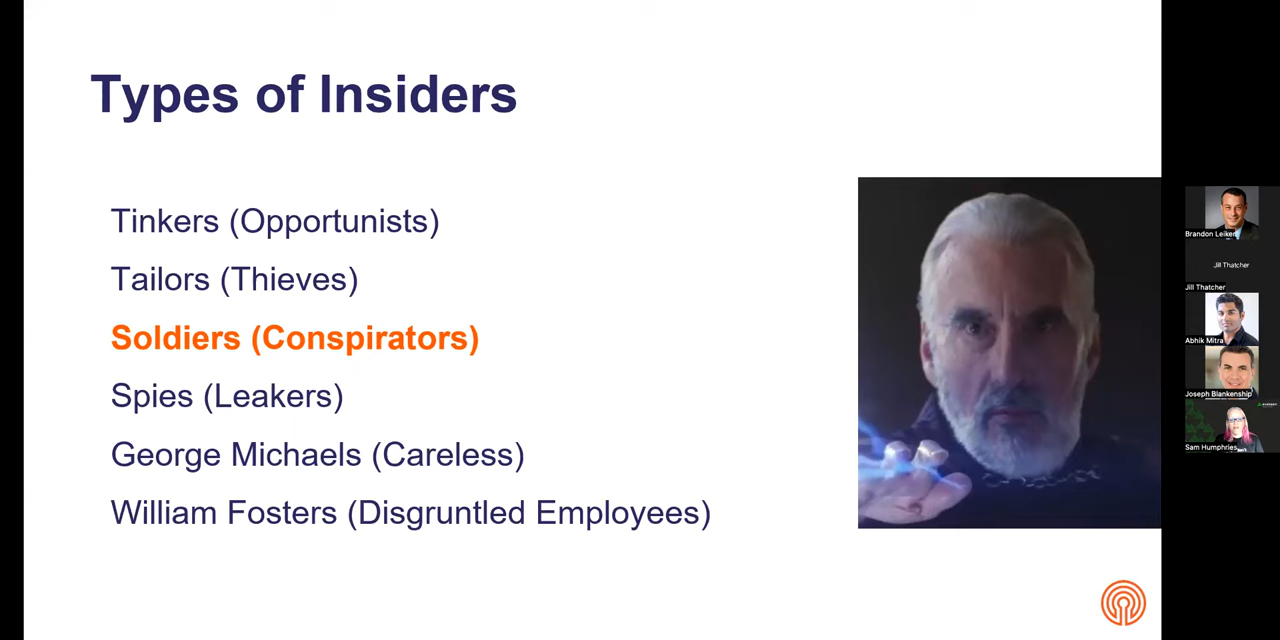 Types of Insiders
Tinkers (Opportunists)
Tailors (Thieves)
Soldiers (Conspirators)
Spies (Leakers)
George Michaels (Careless)
William Fosters (Disgruntled Employees)
Brandon Leiker
Jill Thatcher
Jill Thatcher
Abhik Mitra
Joseph Blankenship
Sam Humphries